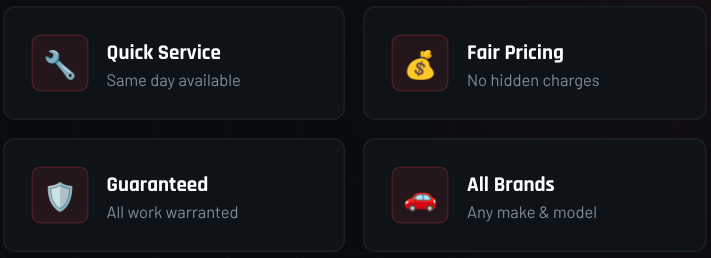 Quick Service
Same day available
Fair Pricing
No hidden charges
Guaranteed
All work warranted
All Brands
Any make & model